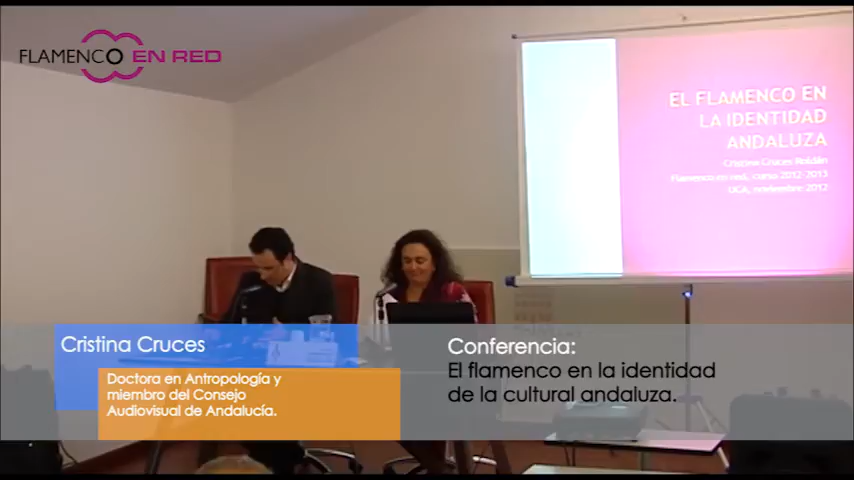 FLAMENCO EN RED
EL FLAMENCO EN
LA IDENTIDAD
ANDALUZA
Cristina Cruces Roldán
Flamenco en red, curso 2012-2013
UCA, noviembre 2012
Cristina Cruces
Doctora en Antropología y
miembro del Consejo
Audiovisual de Andalucía.
Conferencia:
El flamenco en la identidad
de la cultural andaluza.